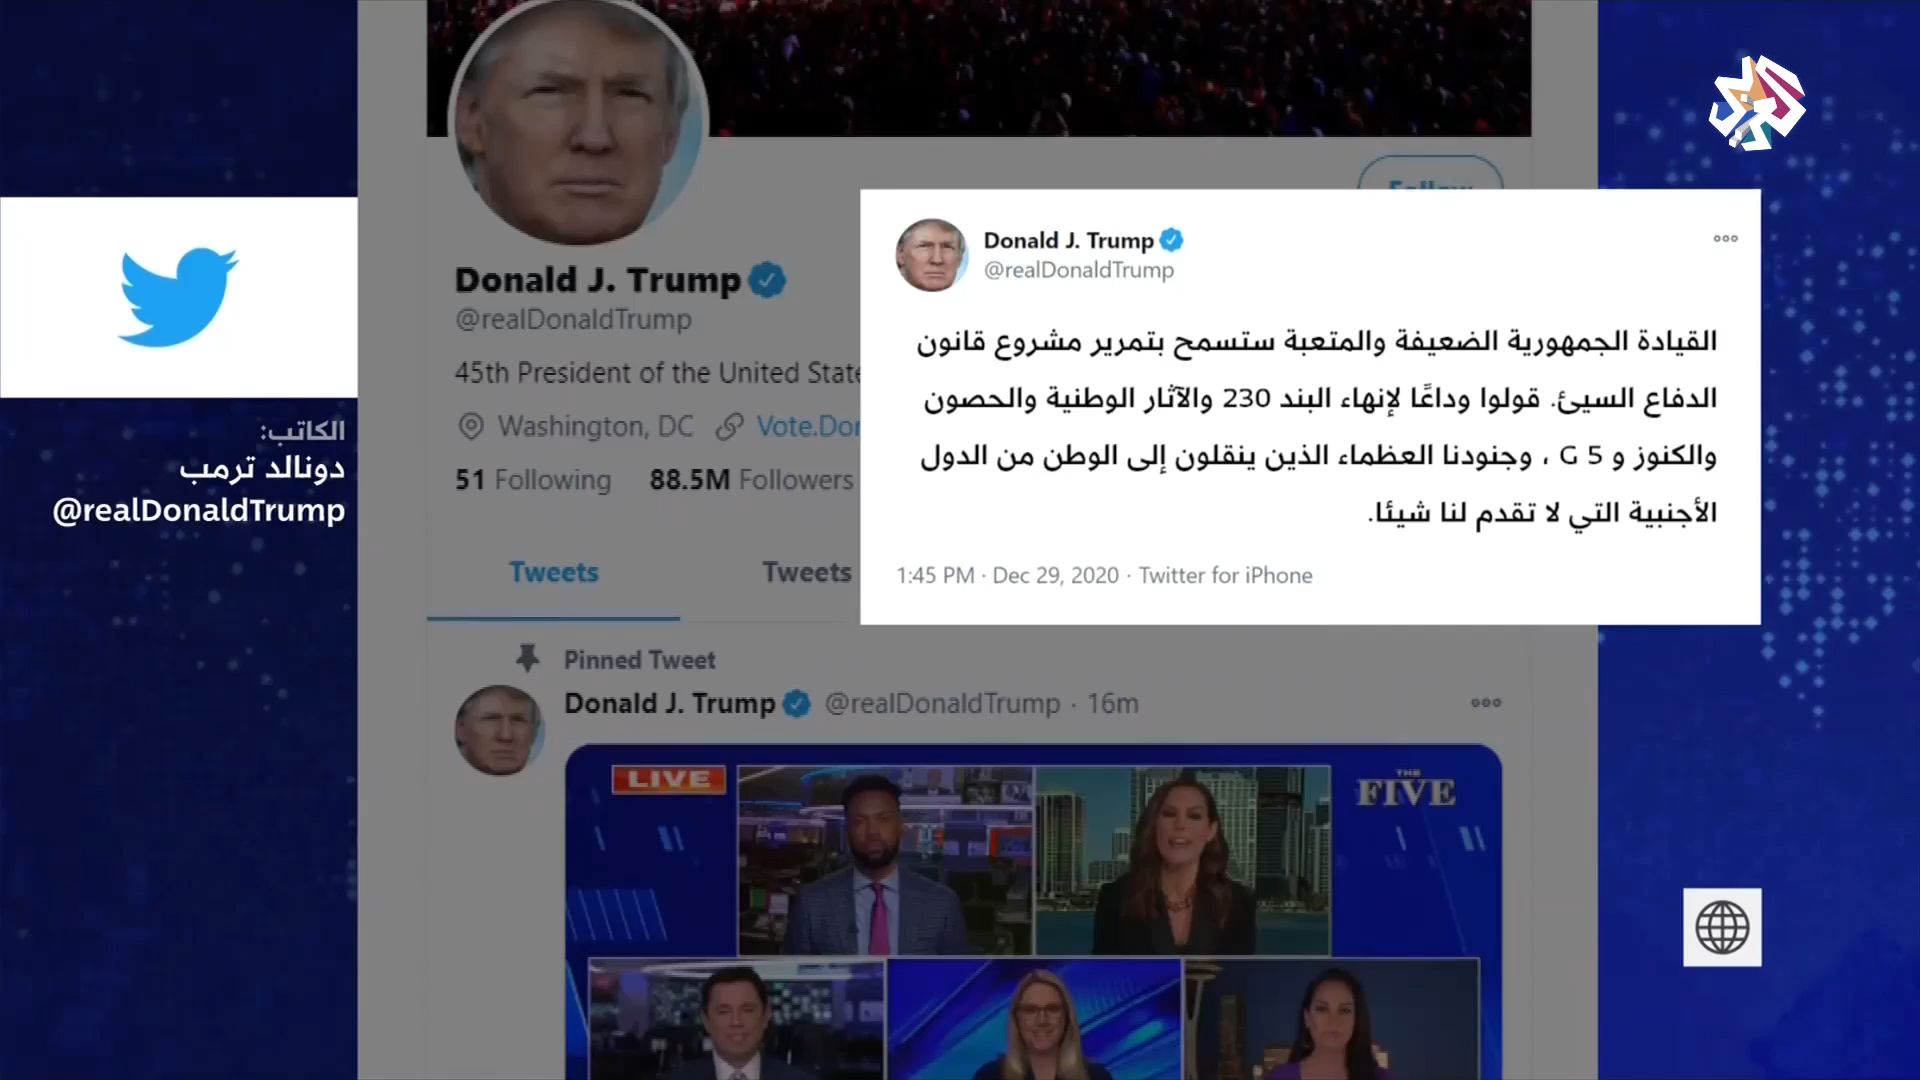 الكاتب:
دونالد ترمب
@realDonaldTrump
Donald J. Trump
@realDonaldTrump
45th President of the United State
Washington, DC Vote.Don
51 Following 88.5M Followers
Tweets Tweets
Pinned Tweet
Donald J. Trump @realDonaldTrump · 16m
LIVE
THE
FIVE
Follow
Donald J. Trump
@realDonaldTrump
القيادة الجمهورية الضعيفة والمتعبة ستسمح بتمرير مشروع قانون
الدفاع السيئ. قولوا وداعًا لإنهاء البند 230 والآثار الوطنية والحصون
والكنوز و 5 G ، وجنودنا العظماء الذين ينقلون إلى الوطن من الدول
الأجنبية التي لا تقدم لنا شيئا.
1:45 PM · Dec 29, 2020 · Twitter for iPhone